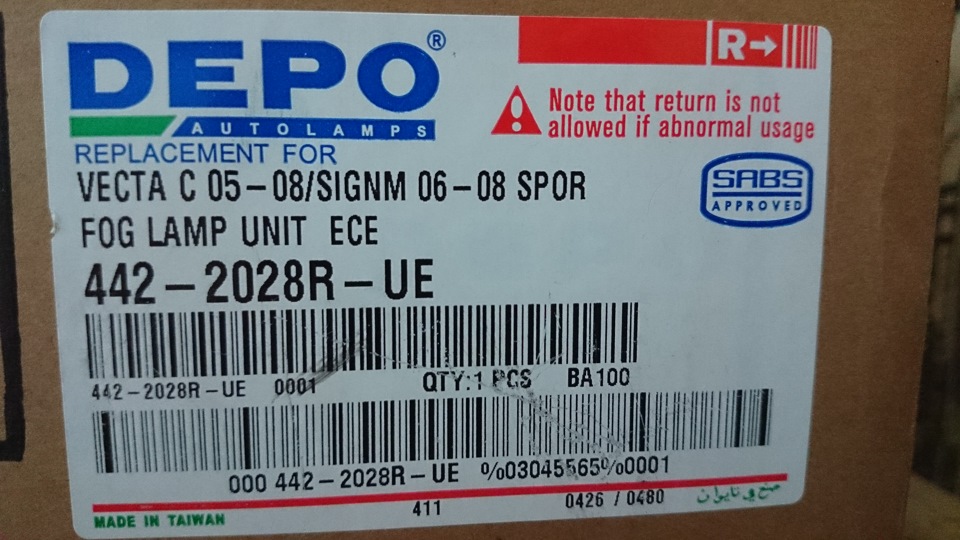 DEPO®
AUTOLAMPS
R→
Note that return is not
allowed if abnormal usage
REPLACEMENT FOR
VECTA C 05-08/SIGNM 06-08 SPOR
FOG LAMP UNIT ECE
SABS
APPROVED
442-2028R-UE
442-2028R-UE 0001 QTY:1 PCS BA100
000 442-2028R-UE %03045565%0001
MADE IN TAIWAN 411 0426 / 0480 صنع في تايوان